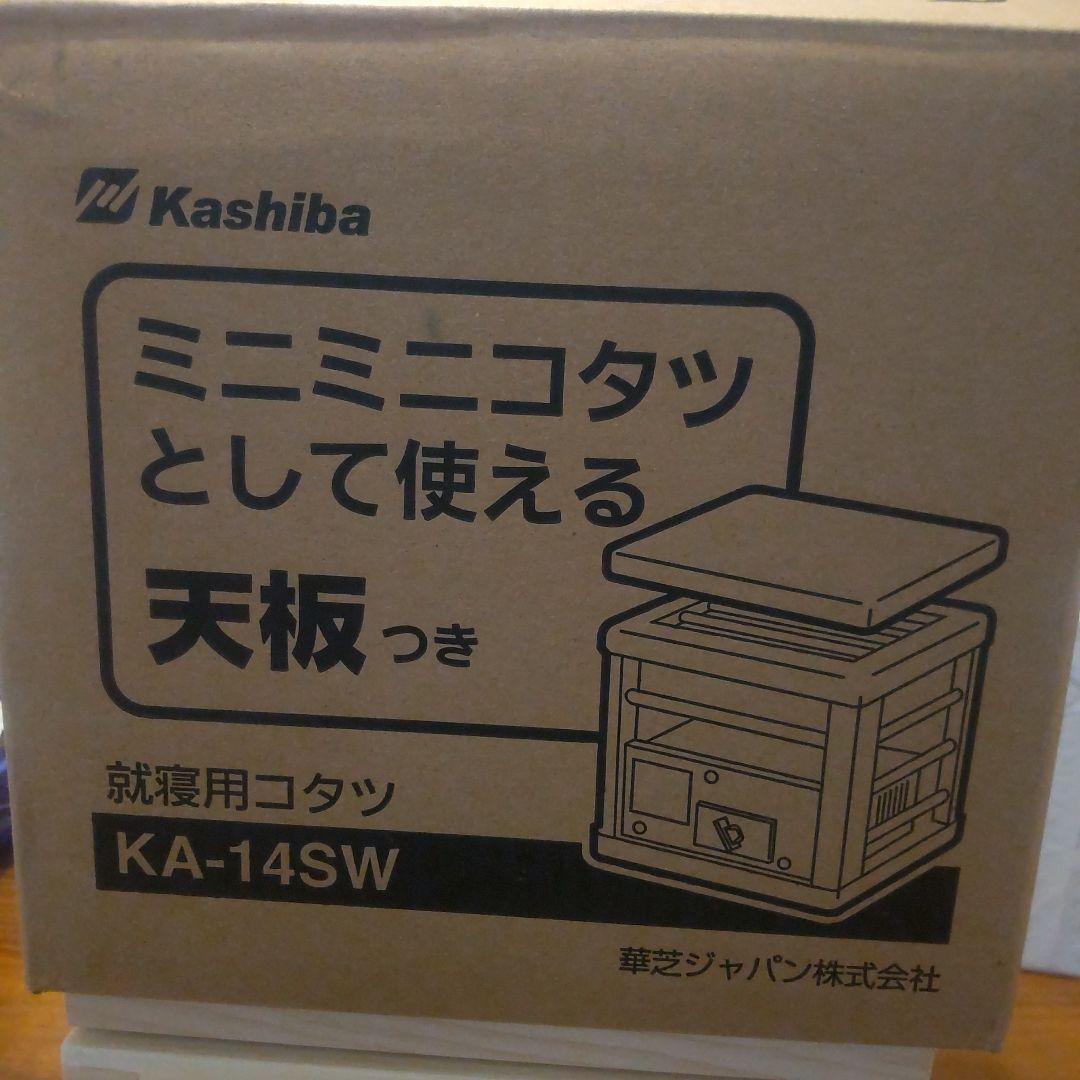 Kashiba
ミニミニコタツ
として使える
天板つき
就寝用コタツ
KA-14SW
華芝ジャパン株式会社